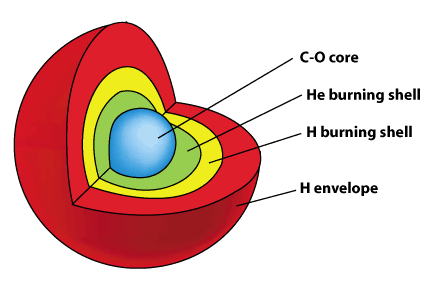 C-O core
He burning shell
H burning shell
H envelope